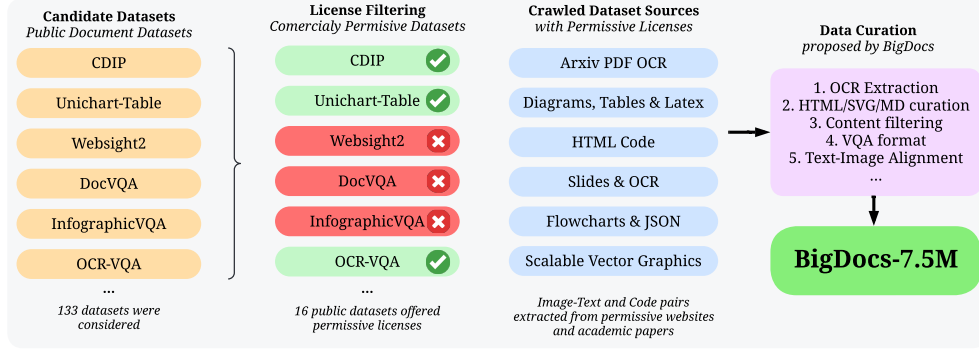 Candidate Datasets
Public Document Datasets
CDIP
Unichart-Table
Websight2
DocVQA
InfographicVQA
OCR-VQA
...
133 datasets were
considered
License Filtering
Comercialy Permisive Datasets
CDIP
Unichart-Table
Websight2
DocVQA
InfographicVQA
OCR-VQA
...
16 public datasets offered
permissive licenses
Crawled Dataset Sources
with Permissive Licenses
Arxiv PDF OCR
Diagrams, Tables & Latex
HTML Code
Slides & OCR
Flowcharts & JSON
Scalable Vector Graphics
Image-Text and Code pairs
extracted from permissive websites
and academic papers
Data Curation
proposed by BigDocs
1. OCR Extraction
2. HTML/SVG/MD curation
3. Content filtering
4. VQA format
5. Text-Image Alignment
...
BigDocs-7.5M